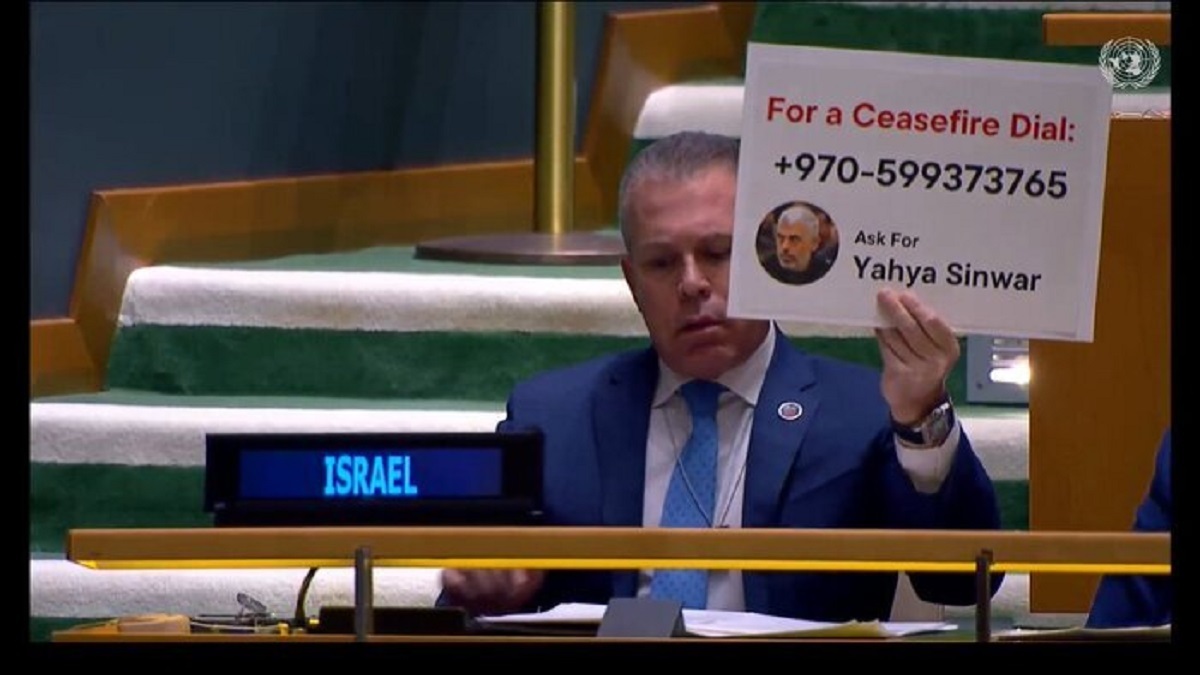 For a Ceasefire Dial:
+970-599373765
Ask For
Yahya Sinwar
ISRAEL